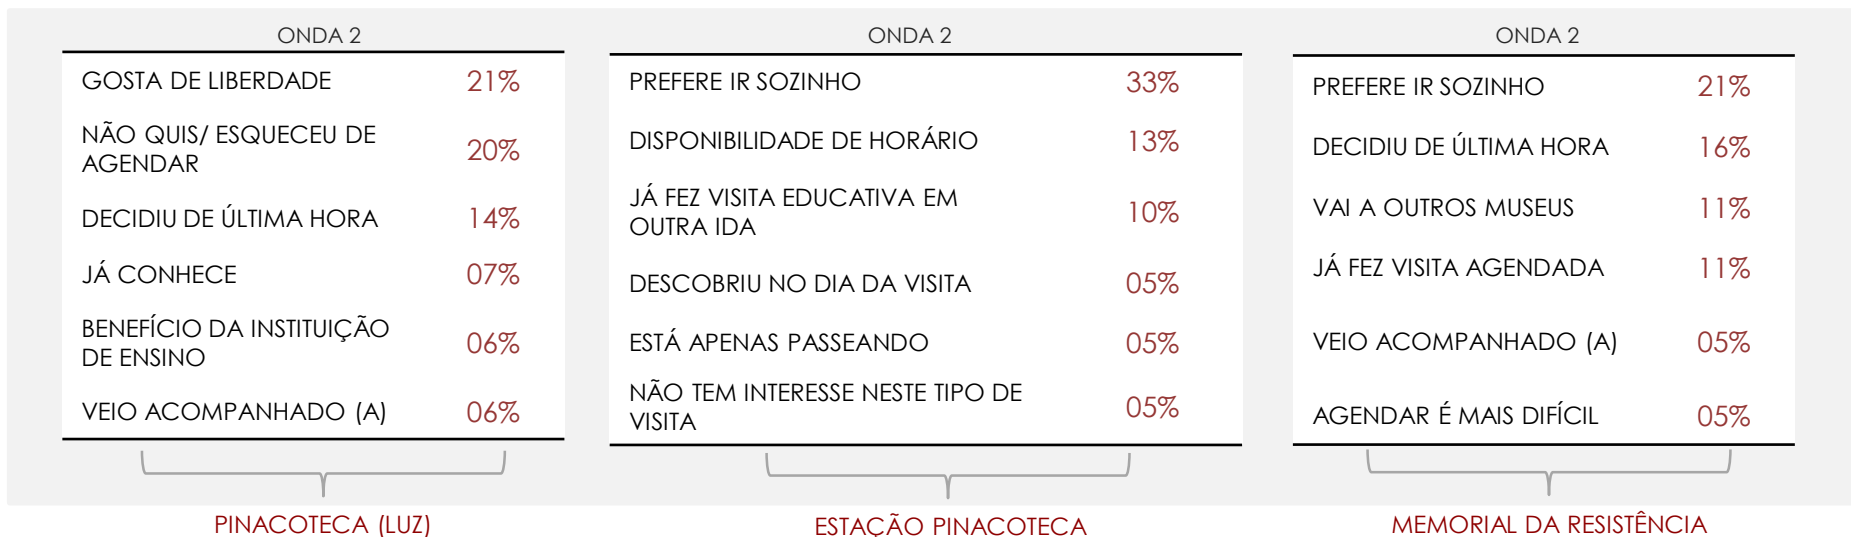 ONDA 2
GOSTA DE LIBERDADE 21%
NÃO QUIS/ ESQUECEU DE
AGENDAR 20%
DECIDIU DE ÚLTIMA HORA 14%
JÁ CONHECE 07%
BENEFÍCIO DA INSTITUIÇÃO
DE ENSINO 06%
VEIO ACOMPANHADO (A) 06%
PINACOTECA (LUZ)
ONDA 2
PREFERE IR SOZINHO 33%
DISPONIBILIDADE DE HORÁRIO 13%
JÁ FEZ VISITA EDUCATIVA EM
OUTRA IDA 10%
DESCOBRIU NO DIA DA VISITA 05%
ESTÁ APENAS PASSEANDO 05%
NÃO TEM INTERESSE NESTE TIPO DE
VISITA 05%
ESTAÇÃO PINACOTECA
ONDA 2
PREFERE IR SOZINHO 21%
DECIDIU DE ÚLTIMA HORA 16%
VAI A OUTROS MUSEUS 11%
JÁ FEZ VISITA AGENDADA 11%
VEIO ACOMPANHADO (A) 05%
AGENDAR É MAIS DIFÍCIL 05%
MEMORIAL DA RESISTÊNCIA